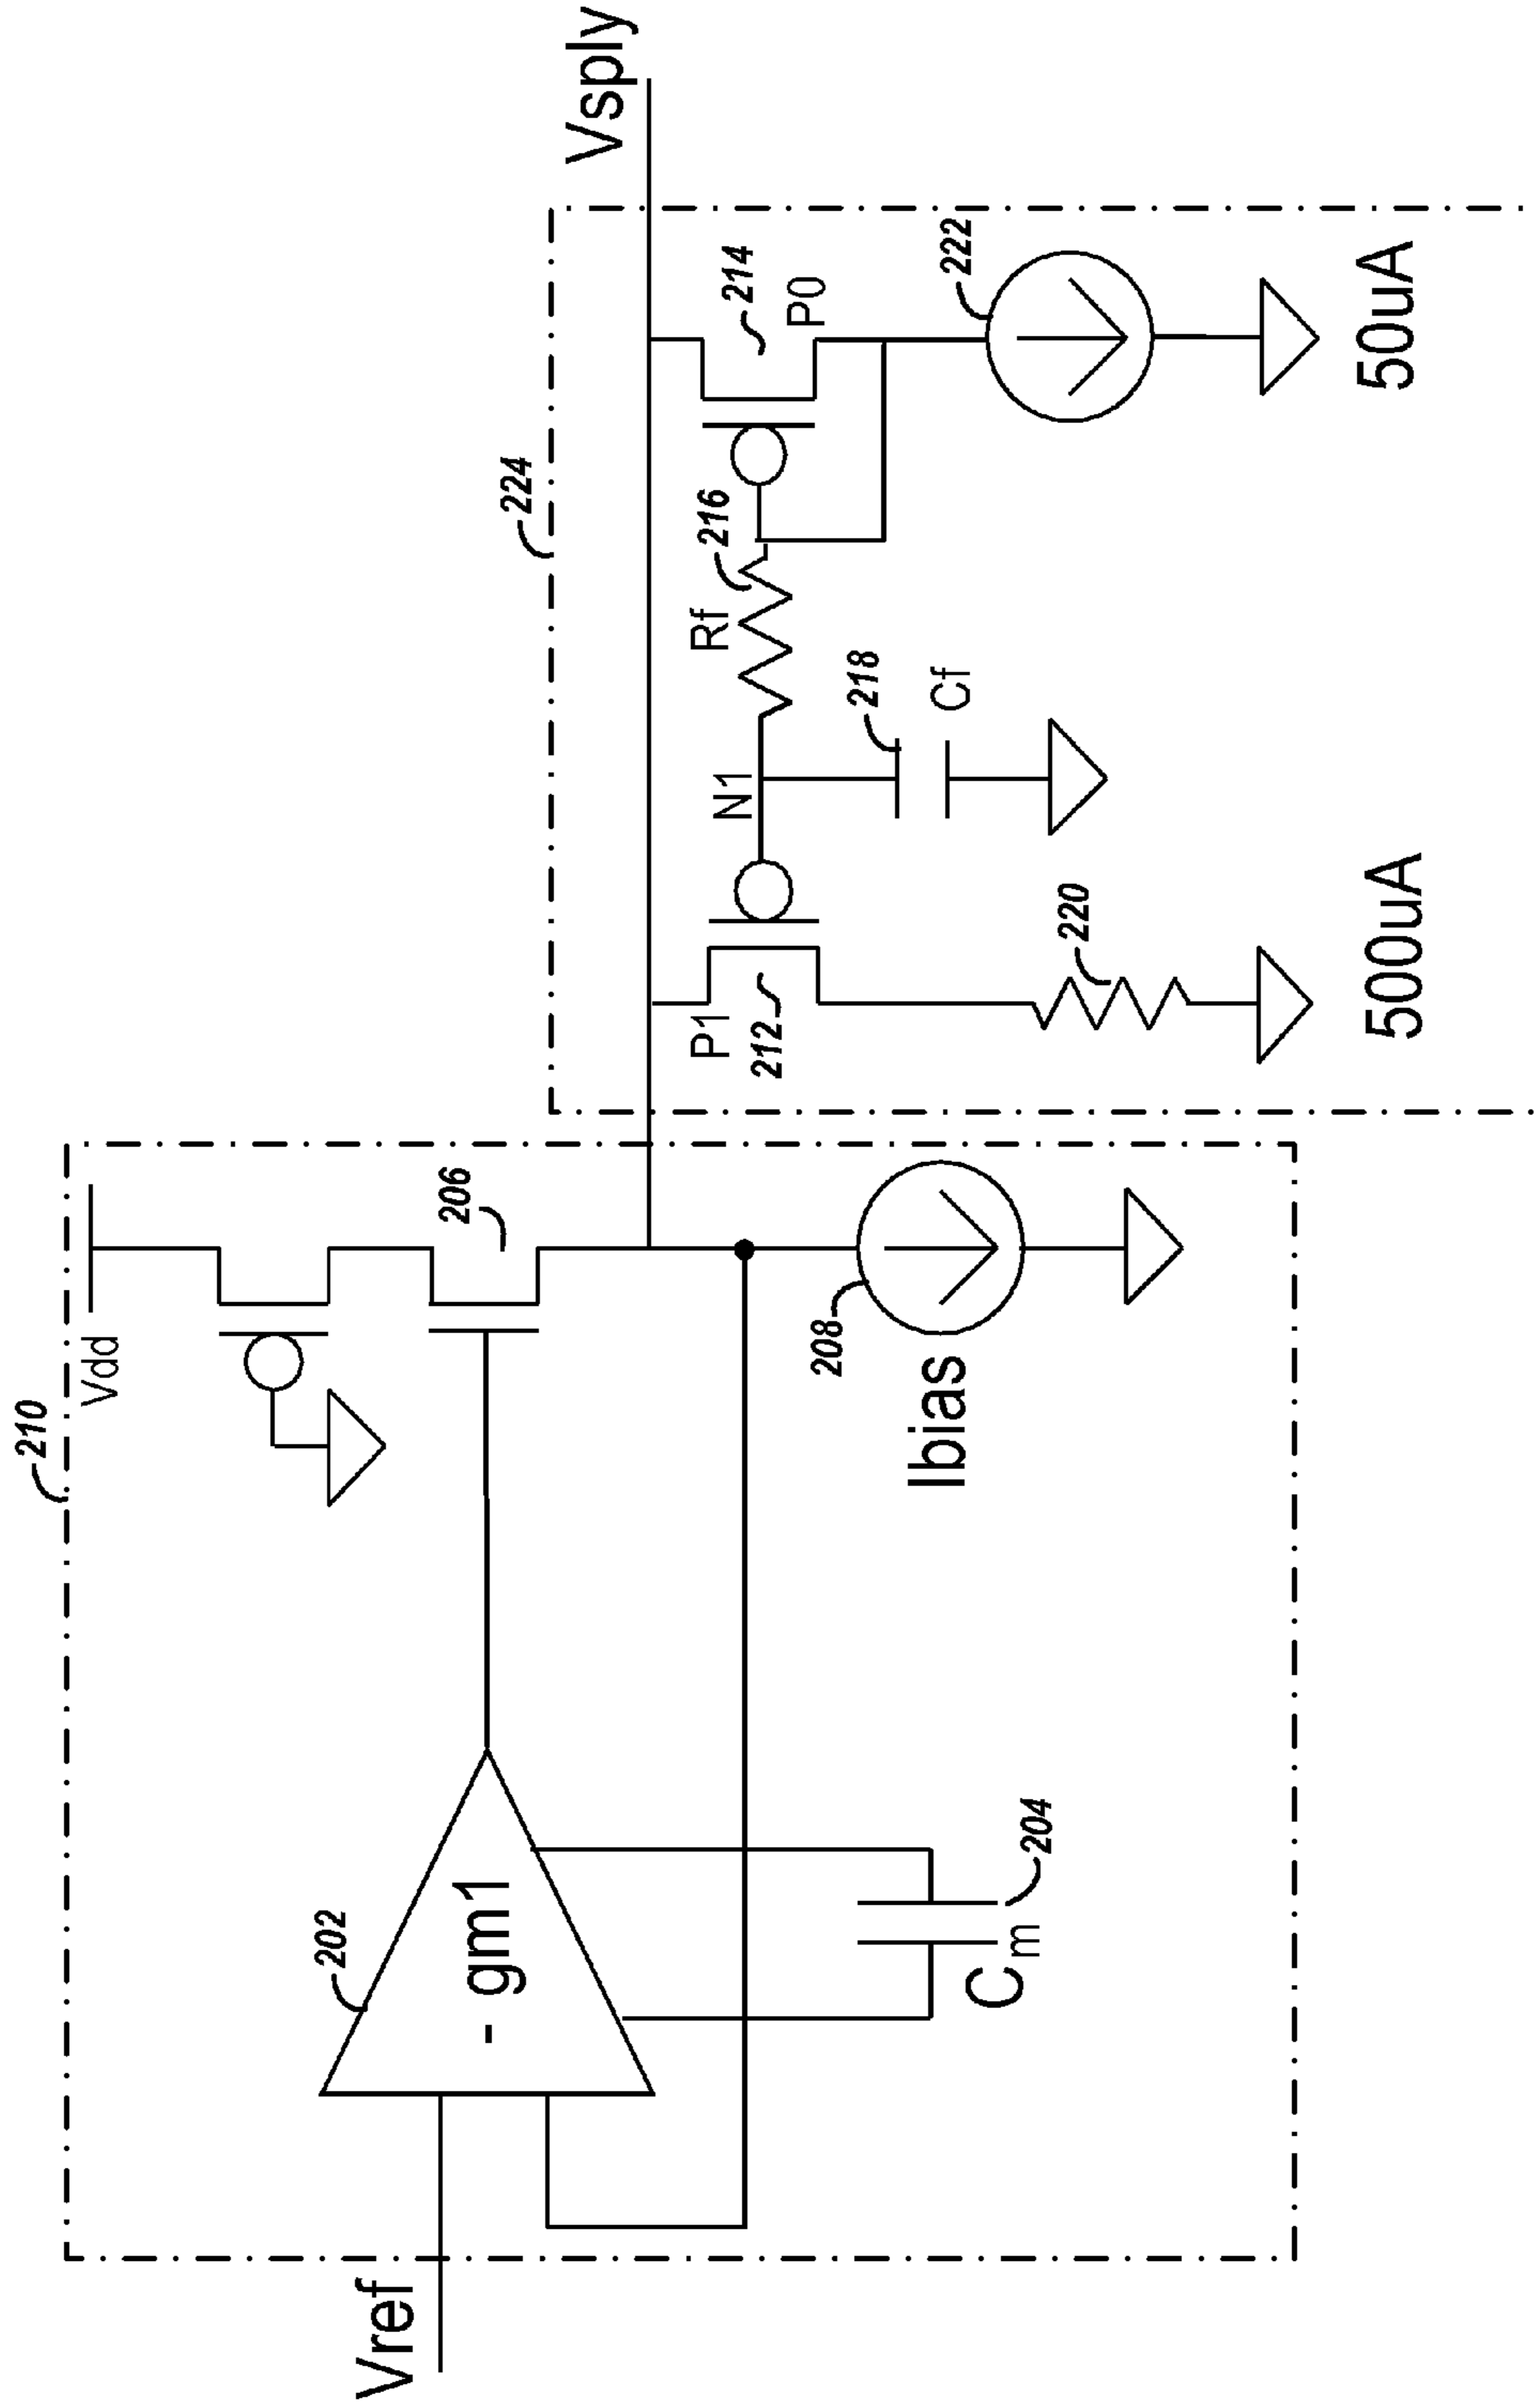 210
Vdd
202
Vref
- gm1
206
224
Vsply
P1
N1
Rf
216
214
212
P0
208
218
Ibias
Cf
222
Cm
204
220
500uA
50uA